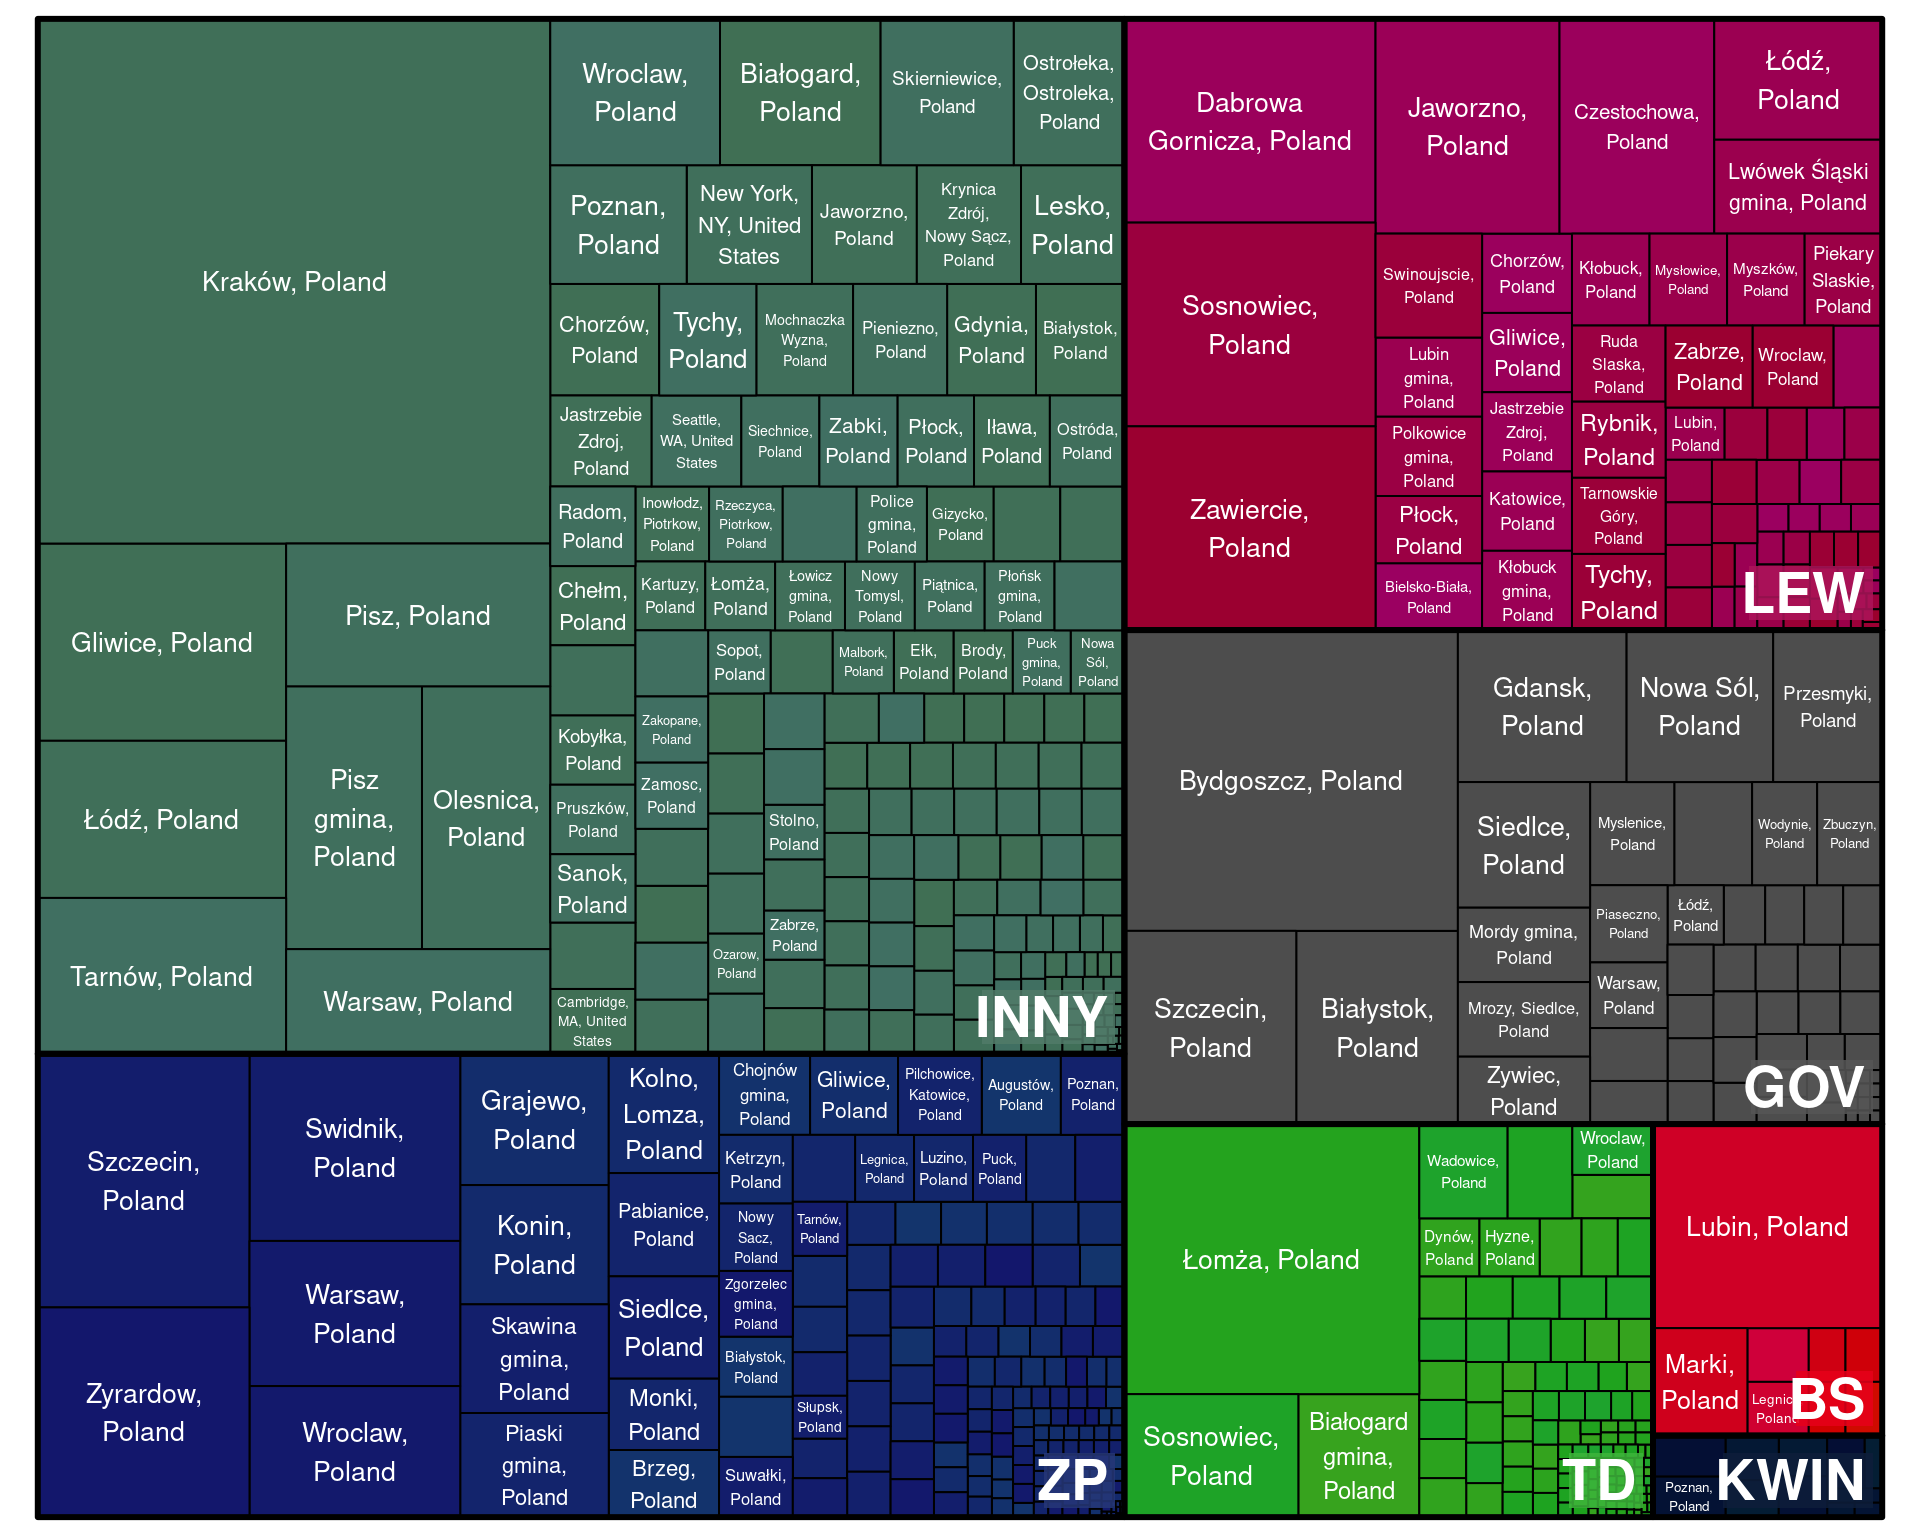 Kraków, Poland
Gliwice, Poland
Łódź, Poland
Tarnów, Poland
Pisz, Poland
Pisz
gmina,
Poland
Olesnica,
Poland
Warsaw, Poland
Wroclaw,
Poland
Białogard,
Poland
Skierniewice,
Poland
Ostrołeka,
Ostroleka,
Poland
Poznan,
Poland
New York,
NY, United
States
Jaworzno,
Poland
Krynica
Zdrój,
Nowy Sącz,
Poland
Lesko,
Poland
Chorzów,
Poland
Tychy,
Poland
Mochnaczka
Wyzna,
Poland
Pieniezno,
Poland
Gdynia,
Poland
Białystok,
Poland
Jastrzebie
Zdroj,
Poland
Seattle,
WA, United
States
Siechnice,
Poland
Zabki,
Poland
Płock,
Poland
Iława,
Poland
Ostróda,
Poland
Radom,
Poland
Inowłodz,
Piotrkow,
Poland
Rzeczyca,
Piotrkow,
Poland
Police
gmina,
Poland
Gizycko,
Poland
Chełm,
Poland
Kartuzy,
Poland
Łomża,
Poland
Łowicz
gmina,
Poland
Nowy
Tomysl,
Poland
Piątnica,
Poland
Płońsk
gmina,
Poland
Sopot,
Poland
Malbork,
Poland
Ełk,
Poland
Brody,
Poland
Puck
gmina,
Poland
Nowa
Sól,
Poland
Kobyłka,
Poland
Zakopane,
Poland
Pruszków,
Poland
Zamosc,
Poland
Stolno,
Poland
Sanok,
Poland
Zabrze,
Poland
Ozarow,
Poland
Cambridge,
MA, United
States
INNY
Dabrowa
Gornicza, Poland
Sosnowiec,
Poland
Zawiercie,
Poland
Jaworzno,
Poland
Czestochowa,
Poland
Łódź,
Poland
Lwówek Śląski
gmina, Poland
Swinoujscie,
Poland
Chorzów,
Poland
Kłobuck,
Poland
Mysłowice,
Poland
Myszków,
Poland
Piekary
Slaskie,
Poland
Lubin
gmina,
Poland
Gliwice,
Poland
Ruda
Slaska,
Poland
Zabrze,
Poland
Wroclaw,
Poland
Polkowice
gmina,
Poland
Jastrzebie
Zdroj,
Poland
Rybnik,
Poland
Lubin,
Poland
Płock,
Poland
Katowice,
Poland
Tarnowskie
Góry,
Poland
Bielsko-Biała,
Poland
Kłobuck
gmina,
Poland
Tychy,
Poland
LEW
Bydgoszcz, Poland
Szczecin,
Poland
Białystok,
Poland
Gdansk,
Poland
Nowa Sól,
Poland
Przesmyki,
Poland
Siedlce,
Poland
Myslenice,
Poland
Wodynie,
Poland
Zbuczyn,
Poland
Mordy gmina,
Poland
Piaseczno,
Poland
Łódź,
Poland
Mrozy, Siedlce,
Poland
Warsaw,
Poland
Zywiec,
Poland
GOV
Szczecin,
Poland
Zyrardow,
Poland
Swidnik,
Poland
Warsaw,
Poland
Wroclaw,
Poland
Grajewo,
Poland
Konin,
Poland
Skawina
gmina,
Poland
Piaski
gmina,
Poland
Kolno,
Lomza,
Poland
Pabianice,
Poland
Siedlce,
Poland
Monki,
Poland
Brzeg,
Poland
Chojnów
gmina,
Poland
Gliwice,
Poland
Pilchowice,
Katowice,
Poland
Augustów,
Poland
Poznan,
Poland
Ketrzyn,
Poland
Legnica,
Poland
Luzino,
Poland
Puck,
Poland
Nowy
Sacz,
Poland
Tarnów,
Poland
Zgorzelec
gmina,
Poland
Białystok,
Poland
Słupsk,
Poland
Suwałki,
Poland
ZP
Łomża, Poland
Sosnowiec,
Poland
Białogard
gmina,
Poland
Wadowice,
Poland
Wroclaw,
Poland
Dynów,
Poland
Hyzne,
Poland
TD
Lubin, Poland
Marki,
Poland
Poland
BS
Poznan,
Poland
KWIN